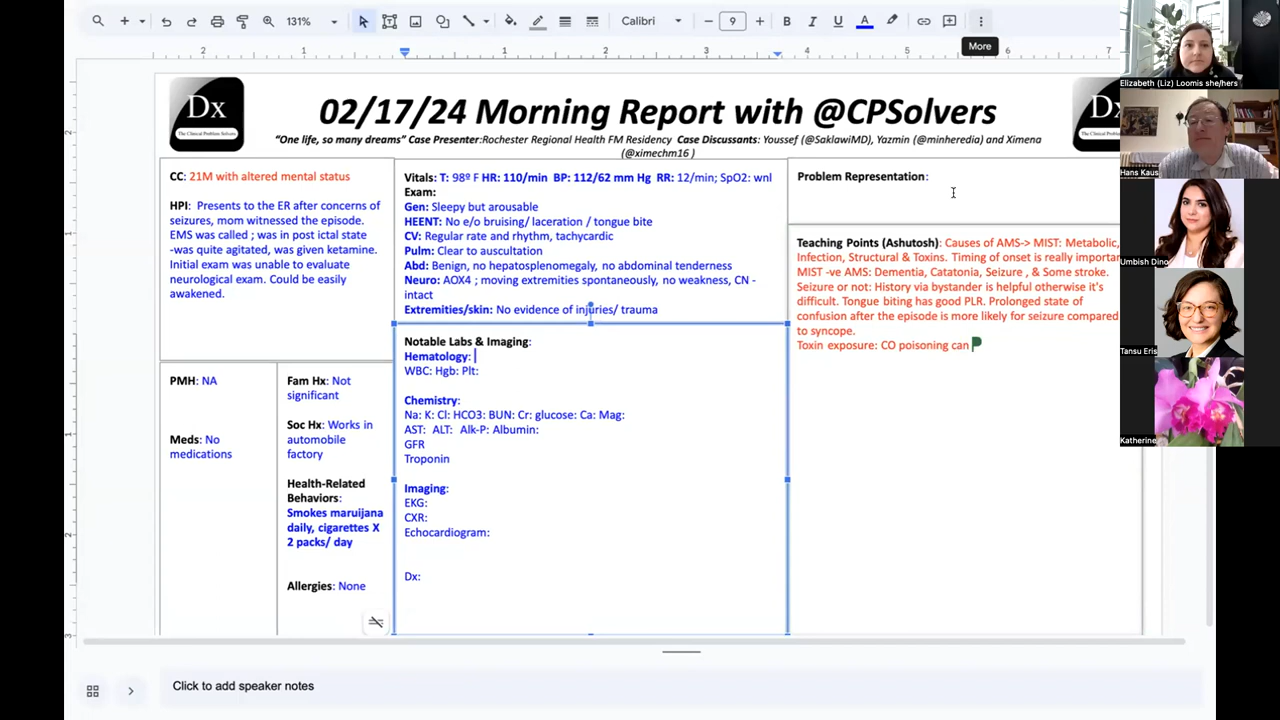 131%
Calibri
9
B
I
U
A
More
2
1
1
2
3
4
5
6
7
Dx
The Clinical Problem Solvers
02/17/24 Morning Report with @CPSolvers
“One life, so many dreams” Case Presenter:Rochester Regional Health FM Residency Case Discussants: Youssef (@SaklawiMD), Yazmin (@minheredia) and Ximena
(@ximechm16 )
CC: 21M with altered mental status
HPI: Presents to the ER after concerns of
seizures, mom witnessed the episode.
EMS was called ; was in post ictal state
-was quite agitated, was given ketamine.
Initial exam was unable to evaluate
neurological exam. Could be easily
awakened.
PMH: NA
Meds: No
medications
Fam Hx: Not
significant
Soc Hx: Works in
automobile
factory
Health-Related
Behaviors:
Smokes maruijana
daily, cigarettes X
2 packs/ day
Allergies: None
Vitals: T: 98º F HR: 110/min BP: 112/62 mm Hg RR: 12/min; SpO2: wnl
Exam:
Gen: Sleepy but arousable
HEENT: No e/o bruising/ laceration / tongue bite
CV: Regular rate and rhythm, tachycardic
Pulm: Clear to auscultation
Abd: Benign, no hepatosplenomegaly, no abdominal tenderness
Neuro: AOX4 ; moving extremities spontaneously, no weakness, CN -
intact
Extremities/skin: No evidence of injuries/ trauma
Notable Labs & Imaging:
Hematology:
WBC: Hgb: Plt:
Chemistry:
Na: K: Cl: HCO3: BUN: Cr: glucose: Ca: Mag:
AST: ALT: Alk-P: Albumin:
GFR
Troponin
Imaging:
EKG:
CXR:
Echocardiogram:
Dx:
Problem Representation:
Teaching Points (Ashutosh): Causes of AMS-> MIST: Metabolic,
Infection, Structural & Toxins. Timing of onset is really importan
MIST -ve AMS: Dementia, Catatonia, Seizure , & Some stroke.
Seizure or not: History via bystander is helpful otherwise it's
difficult. Tongue biting has good PLR. Prolonged state of
confusion after the episode is more likely for seizure compared
to syncope.
Toxin exposure: CO poisoning can
Elizabeth (Liz) Loomis she/hers
Hans Kaus
Umbish Dino
Tansu Eris
Katherine
Click to add speaker notes